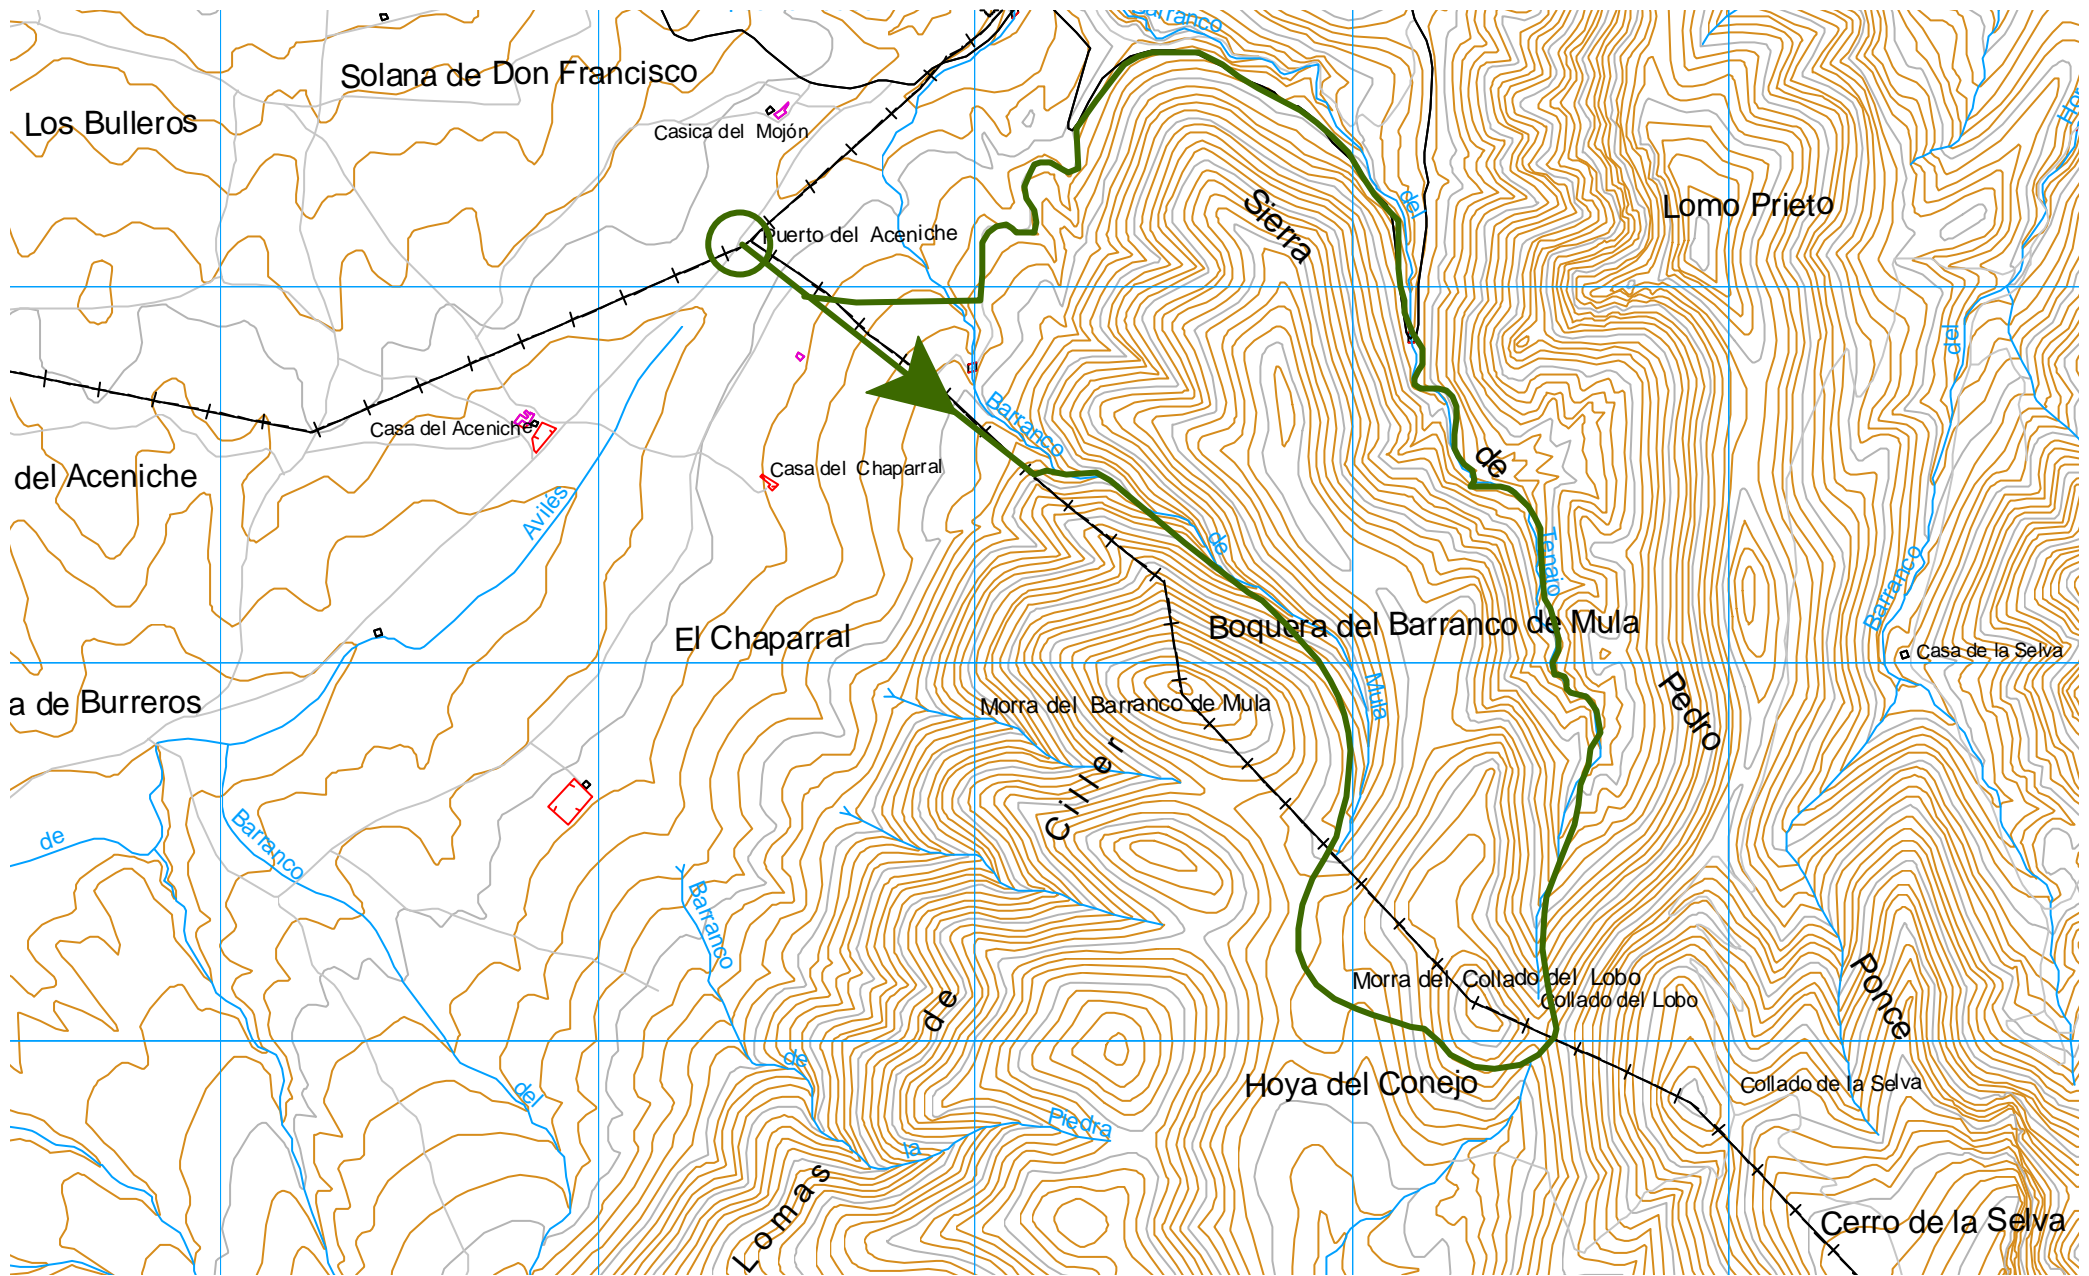 Barranco
Solana de Don Francisco
Los Bulleros
Casica del Mojón
Sierra
del
Lomo Prieto
Puerto del Aceniche
del
Barranco
Casa del Aceniche
Casa del Chaparral
de
del Aceniche
Avilés
de
Tenajo
Barranco
El Chaparral
Boquera del Barranco de Mula
Casa de la Selva
Mula
Pedro
a de Burreros
Morra del Barranco de Mula
Ciller
de
Barranco
Barranco
Morra del Collado del Lobo
Collado del Lobo
Ponce
de
de
del
Hoya del Conejo
Collado de la Selva
Piedra
la
Lomas
Cerro de la Selva